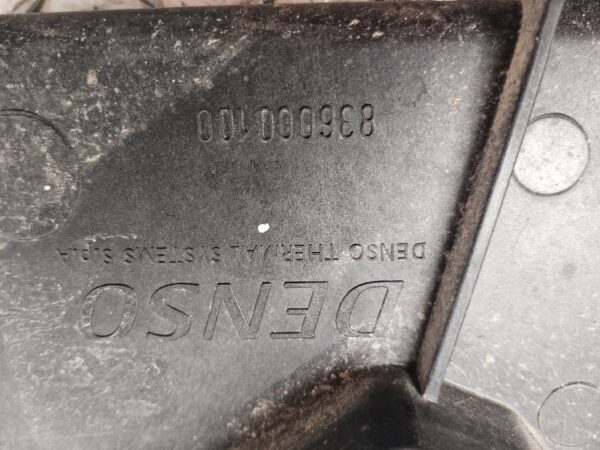 DENSO
DENSO THERMAL SYSTEMS S.p.A
836000100